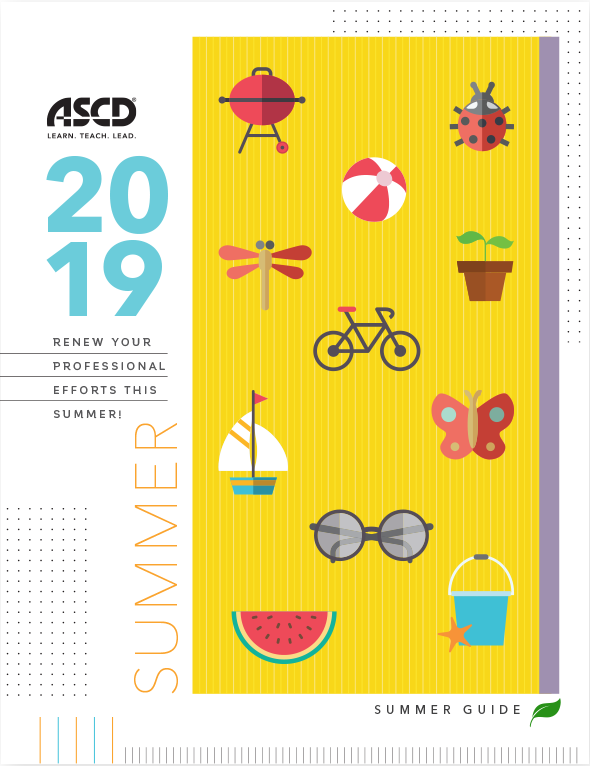 ASCD®
LEARN. TEACH. LEAD.
20
19
RENEW YOUR
PROFESSIONAL
EFFORTS THIS
SUMMER!
SUMMER
SUMMER GUIDE